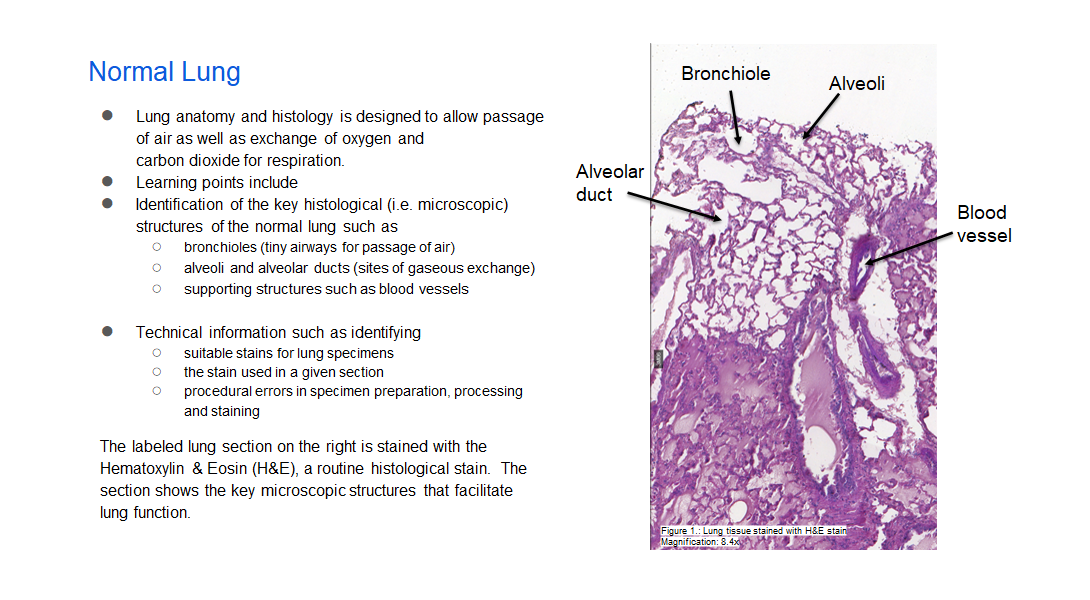 Normal Lung
● Lung anatomy and histology is designed to allow passage
of air as well as exchange of oxygen and
carbon dioxide for respiration.
● Learning points include
● Identification of the key histological (i.e. microscopic)
structures of the normal lung such as
○ bronchioles (tiny airways for passage of air)
○ alveoli and alveolar ducts (sites of gaseous exchange)
○ supporting structures such as blood vessels
● Technical information such as identifying
○ suitable stains for lung specimens
○ the stain used in a given section
○ procedural errors in specimen preparation, processing
and staining
The labeled lung section on the right is stained with the
Hematoxylin & Eosin (H&E), a routine histological stain. The
section shows the key microscopic structures that facilitate
lung function.
Bronchiole
Alveoli
Alveolar
duct
Blood
vessel
Figure 1.: Lung tissue stained with H&E stain
Magnification: 8.4x